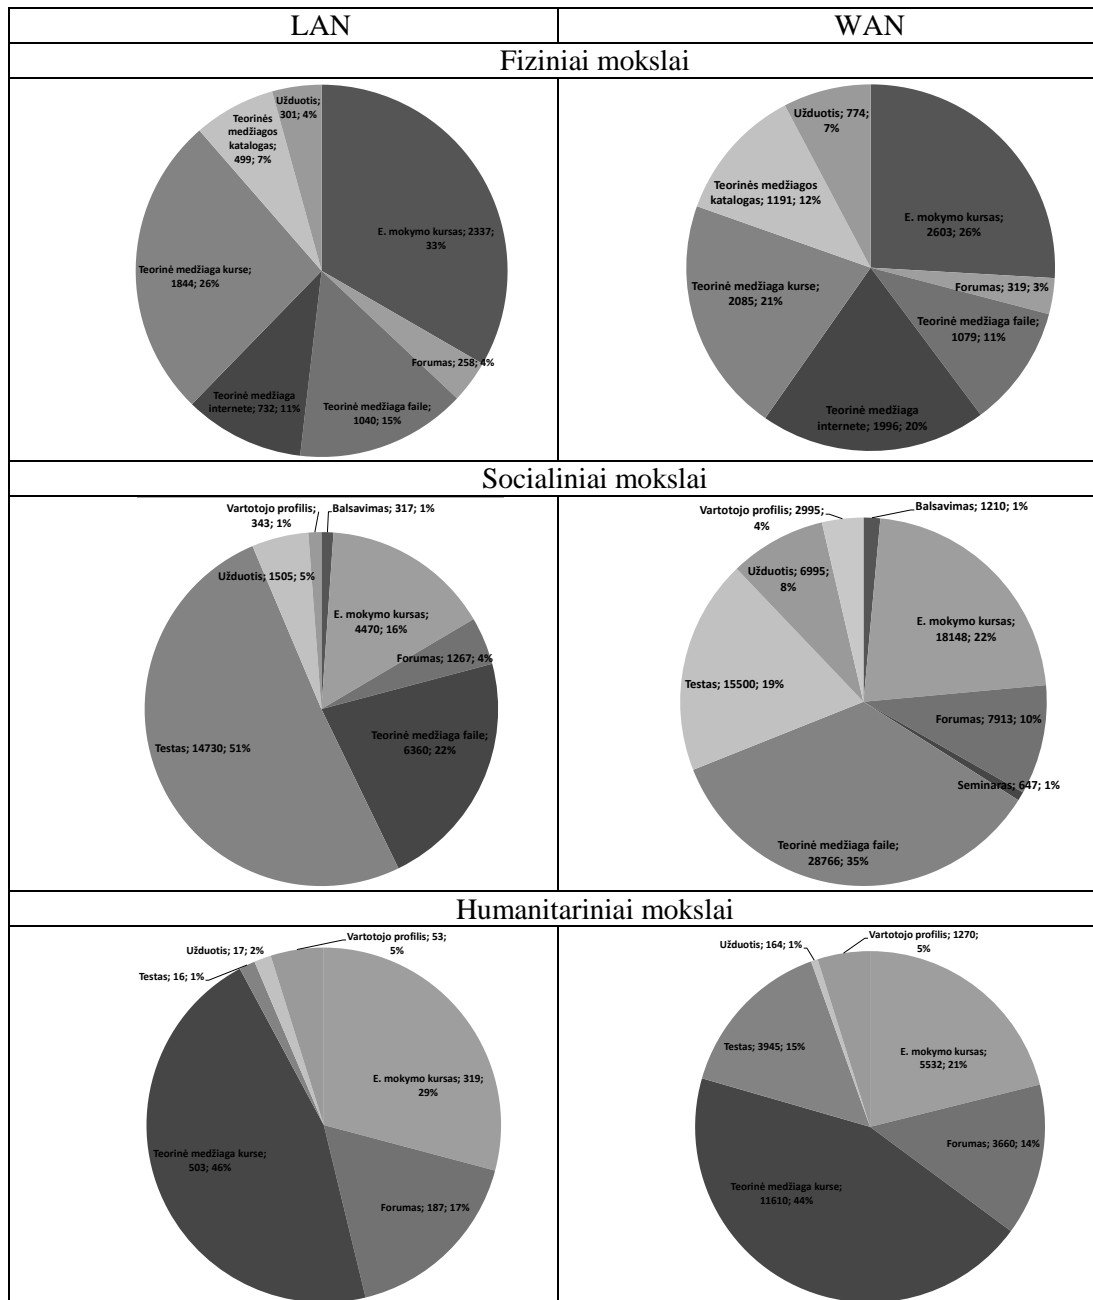 LAN
WAN
Fiziniai mokslai
Užduotis;
301; 4%
Teorinės
medžiagos
katalogas;
499; 7%
E. mokymo kursas; 2337;
33%
Teorinė medžiaga kurse;
1844; 26%
Forumas; 258; 4%
Teorinė medžiaga
internete; 732; 11%
Teorinė medžiaga faile;
1040; 15%
Užduotis; 774;
7%
Teorinės medžiagos
katalogas; 1191; 12%
E. mokymo kursas;
2603; 26%
Teorinė medžiaga kurse;
2085; 21%
Forumas; 319; 3%
Teorinė medžiaga faile;
1079; 11%
Teorinė medžiaga
internete; 1996; 20%
Socialiniai mokslai
Vartotojo profilis;
343; 1%
Balsavimas; 317; 1%
Užduotis; 1505; 5%
E. mokymo kursas;
4470; 16%
Forumas; 1267; 4%
Testas; 14730; 51%
Teorinė medžiaga faile;
6360; 22%
Vartotojo profilis; 2995;
4%
Balsavimas; 1210; 1%
Užduotis; 6995;
8%
E. mokymo kursas;
18148; 22%
Testas; 15500; 19%
Forumas; 7913; 10%
Seminaras; 647; 1%
Teorinė medžiaga faile;
28766; 35%
Humanitariniai mokslai
Vartotojo profilis; 53;
5%
Užduotis; 17; 2%
Testas; 16; 1%
E. mokymo kursas; 319;
29%
Teorinė medžiaga kurse;
503; 46%
Forumas; 187; 17%
Vartotojo profilis; 1270;
5%
Užduotis; 164; 1%
Testas; 3945; 15%
E. mokymo kursas;
5532; 21%
Forumas; 3660; 14%
Teorinė medžiaga kurse;
11610; 44%